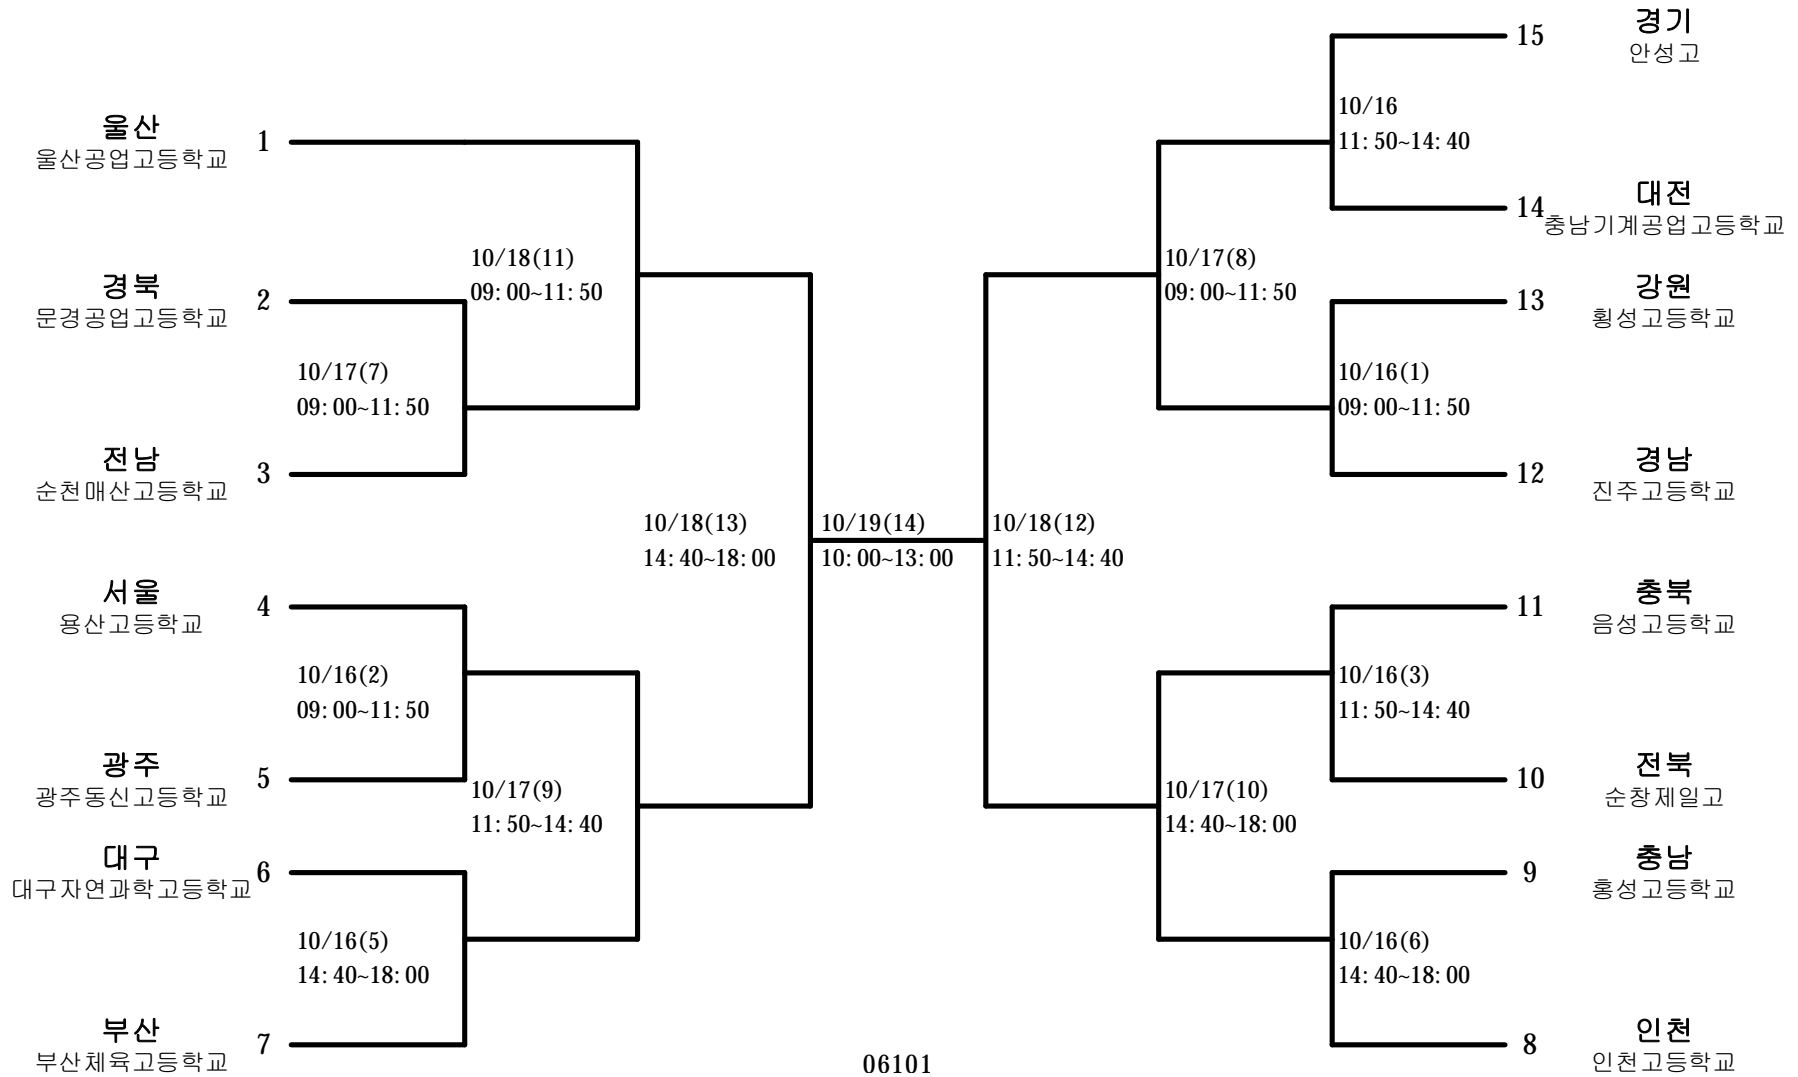 울산
울산공업고등학교
1
10/18(11)
09:00~11:50
경북
문경공업고등학교
2
10/17(7)
09:00~11:50
전남
순천매산고등학교
3
10/18(13)
14:40~18:00
서울
용산고등학교
4
10/16(2)
09:00~11:50
광주
광주동신고등학교
5
10/17(9)
11:50~14:40
대구
대구자연과학고등학교
6
10/16(5)
14:40~18:00
부산
부산체육고등학교
7
10/19(14)
10:00~13:00
10/18(12)
11:50~14:40
15
경기
안성고
10/16
11:50~14:40
14
대전
충남기계공업고등학교
10/17(8)
09:00~11:50
13
강원
횡성고등학교
10/16(1)
09:00~11:50
12
경남
진주고등학교
11
충북
음성고등학교
10/16(3)
11:50~14:40
10
전북
순창제일고
10/17(10)
14:40~18:00
9
충남
홍성고등학교
10/16(6)
14:40~18:00
8
인천
인천고등학교
06101